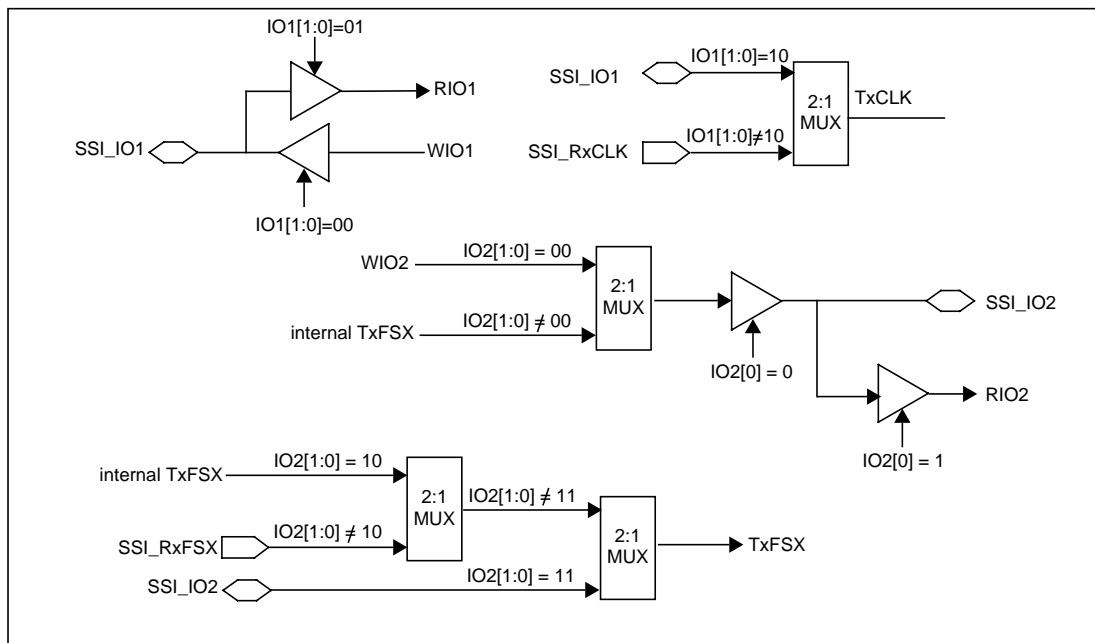 IO1[1:0]=01
RIO1
SSI_IO1
WIO1
IO1[1:0]=00
SSI_IO1
IO1[1:0]=10
2:1
MUX
TxCLK
SSI_RxCLK
IO1[1:0]≠10
WIO2
IO2[1:0] = 00
2:1
MUX
internal TxFSX
IO2[1:0] ≠ 00
IO2[0] = 0
SSI_IO2
RIO2
IO2[0] = 1
internal TxFSX
IO2[1:0] = 10
2:1
MUX
SSI_RxFSX
IO2[1:0] ≠ 10
IO2[1:0] ≠ 11
2:1
MUX
TxFSX
SSI_IO2
IO2[1:0] = 11